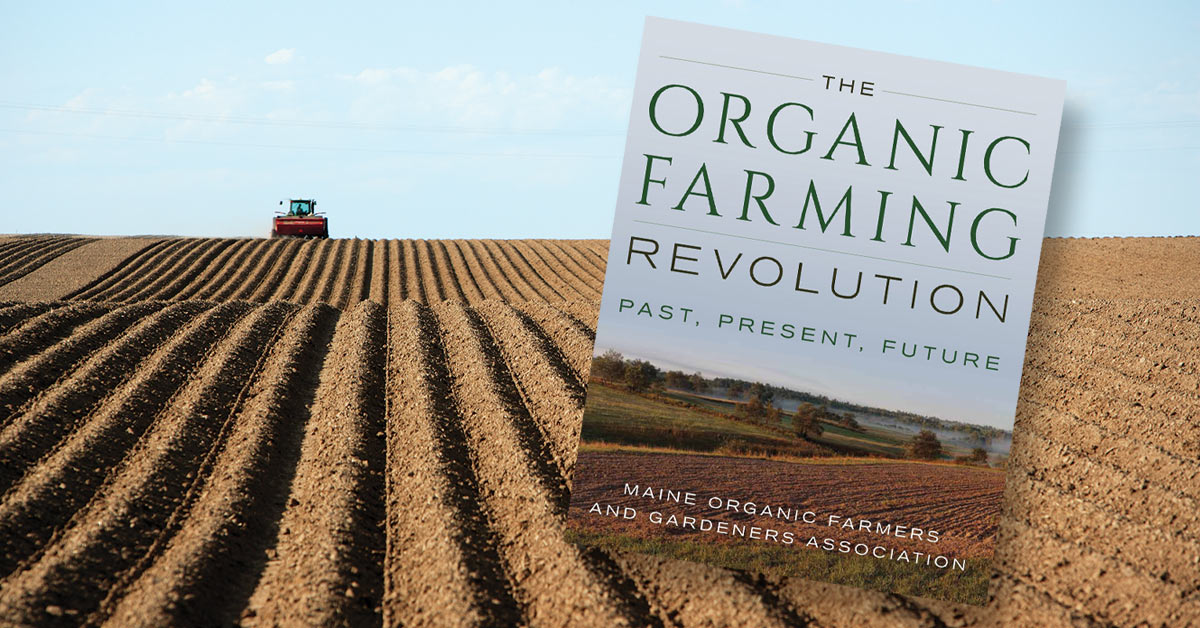 THE
ORGANIC
FARMING
REVOLUTION
PAST, PRESENT, FUTURE
MAINE ORGANIC FARMERS
AND GARDENERS ASSOCIATION